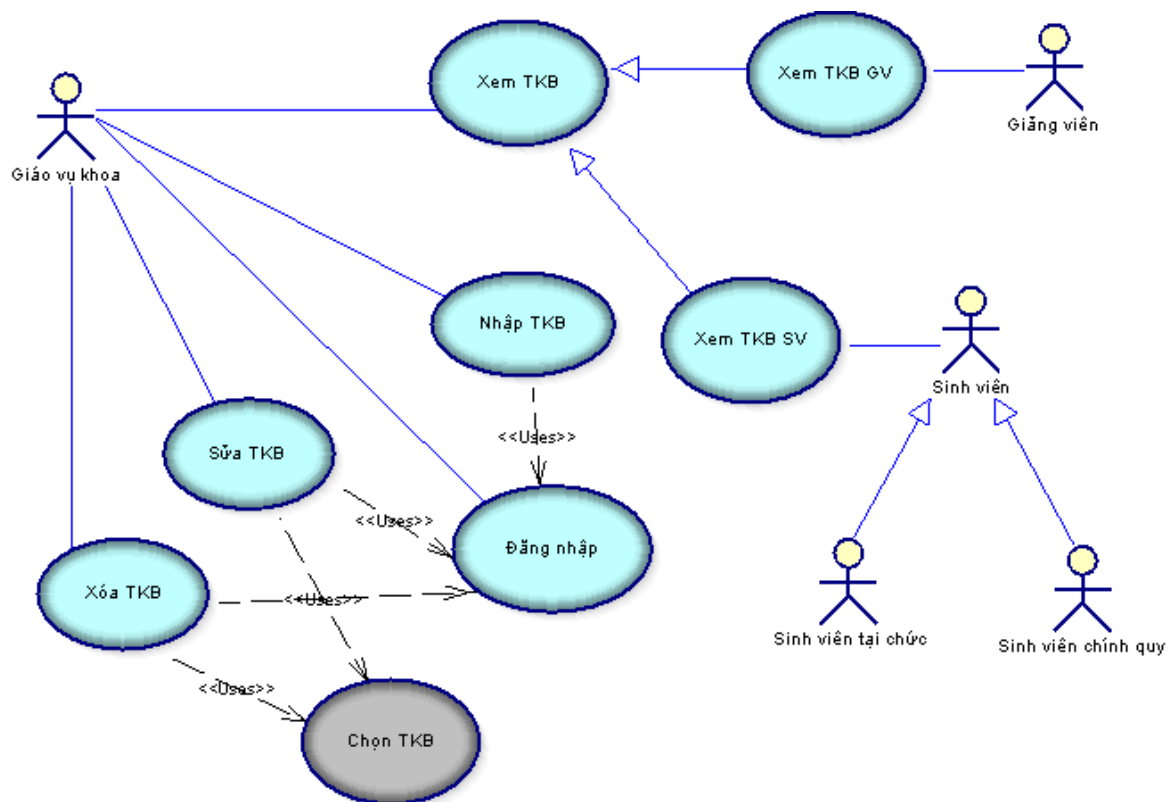 Xem TKB
Xem TKB GV
Giảng viên
Giáo vụ khoa
Nhập TKB
Xem TKB SV
Sinh viên
<<Uses>>
Sửa TKB
<<Uses>>
Đăng nhập
Xóa TKB
<<Uses>>
Sinh viên tại chức
Sinh viên chính quy
<<Uses>>
Chọn TKB